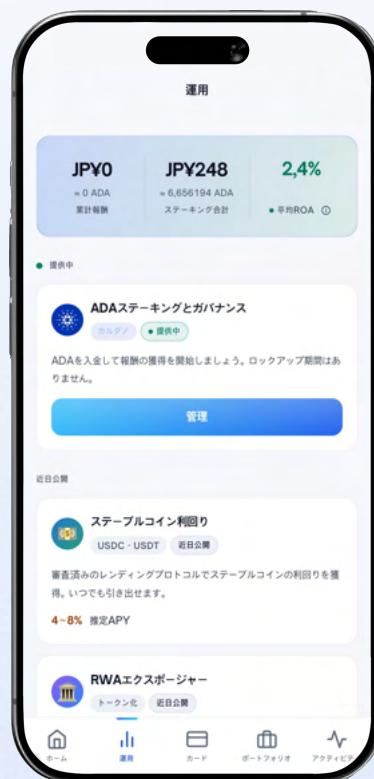 運用
JP¥0
JP¥248
2,4%
≈ 0 ADA
≈ 6,656194 ADA
累計報酬
ステーキング合計
平均ROA
提供中
ADAステーキングとガバナンス
カルダノ
提供中
ADAを入金して報酬の獲得を開始しましょう。ロックアップ期間はあ
りません。
管理
近日公開
ステーブルコイン利回り
USDC · USDT
近日公開
審査済みのレンディングプロトコルでステーブルコインの利回りを獲
得。いつでも引き出せます。
4–8% 推定APY
RWAエクスポージャー
トークン化
近日公開
ホーム
運用
カード
ポートフォリオ
アクティビテ